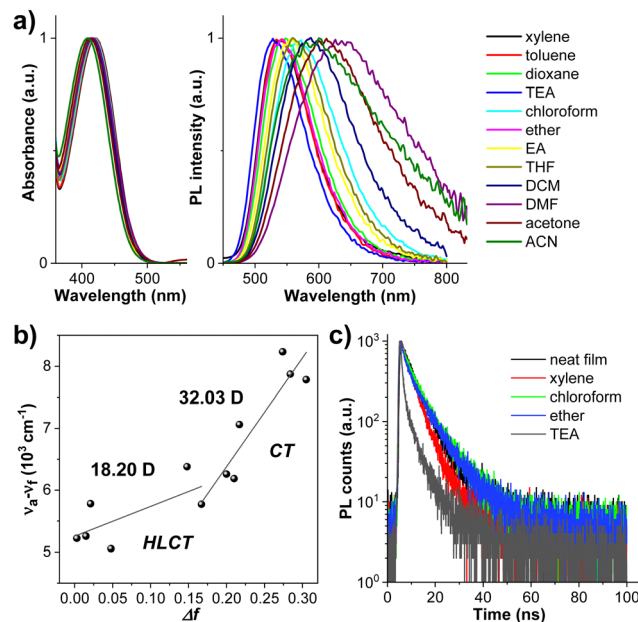 a)
1
0
Absorbance (a.u.)
400
500
Wavelength (nm)
1
0
PL intensity (a.u.)
500
600
700
800
Wavelength (nm)
xylene
toluene
dioxane
TEA
chloroform
ether
EA
THF
DCM
DMF
acetone
ACN
b)
8
7
6
5
νa-νf (10³ cm⁻¹)
32.03 D
CT
18.20 D
HLCT
0.00
0.05
0.10
0.15
0.20
0.25
0.30
Δf
c)
10³
10²
10¹
10⁰
PL counts (a.u.)
neat film
xylene
chloroform
ether
TEA
0
20
40
60
80
100
Time (ns)